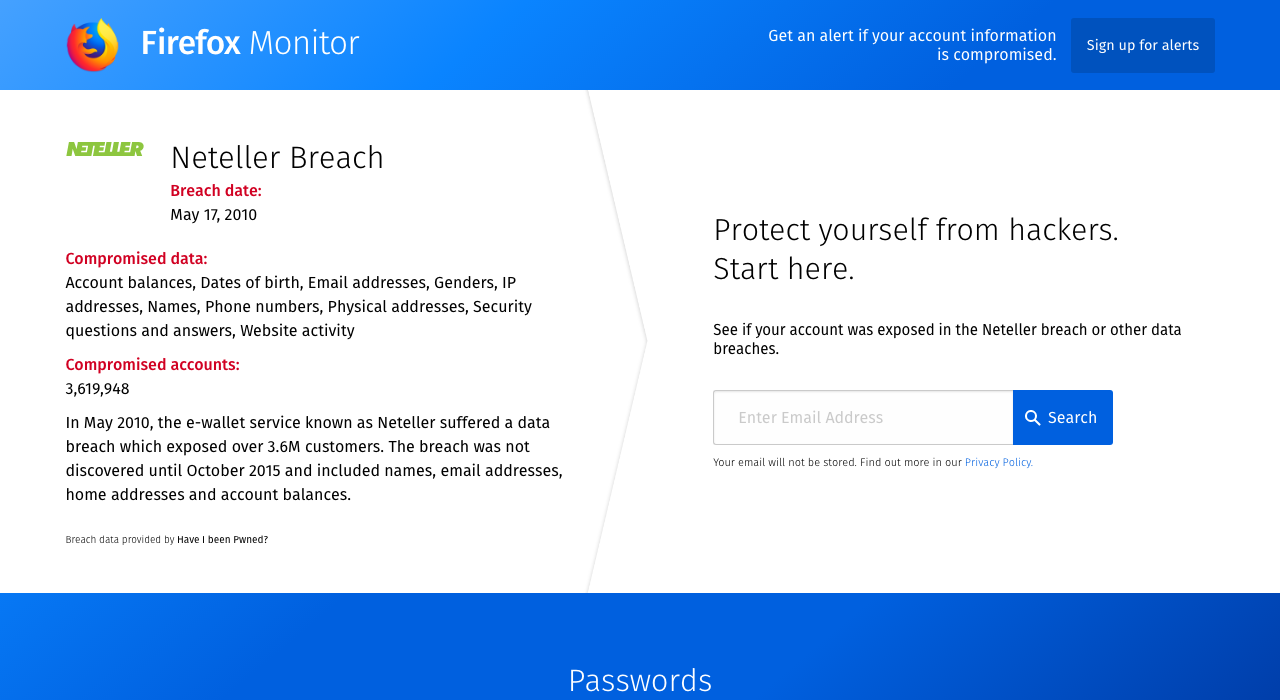 Firefox Monitor
Get an alert if your account information
is compromised.
Sign up for alerts
NETELLER
Neteller Breach
Breach date:
May 17, 2010
Compromised data:
Account balances, Dates of birth, Email addresses, Genders, IP
addresses, Names, Phone numbers, Physical addresses, Security
questions and answers, Website activity
Compromised accounts:
3,619,948
In May 2010, the e-wallet service known as Neteller suffered a data
breach which exposed over 3.6M customers. The breach was not
discovered until October 2015 and included names, email addresses,
home addresses and account balances.
Breach data provided by Have I been Pwned?
Protect yourself from hackers.
Start here.
See if your account was exposed in the Neteller breach or other data
breaches.
Enter Email Address
Search
Your email will not be stored. Find out more in our Privacy Policy.
Passwords